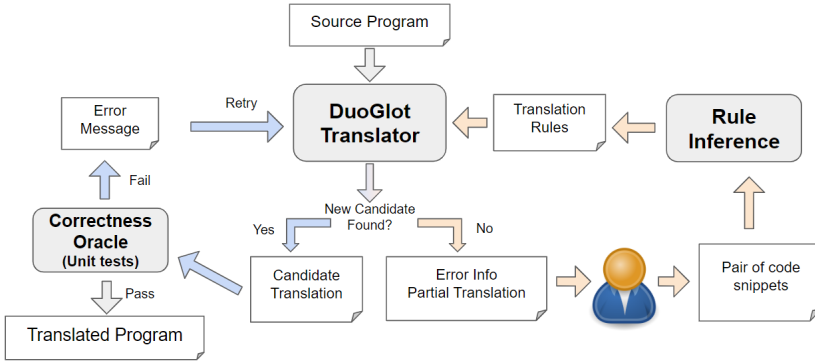 Source Program
Error
Message
Retry
DuoGlot
Translator
Translation
Rules
Rule
Inference
Fail
New Candidate
Found?
Yes
No
Correctness
Oracle
(Unit tests)
Candidate
Translation
Error Info
Partial Translation
Pair of code
snippets
Pass
Translated Program